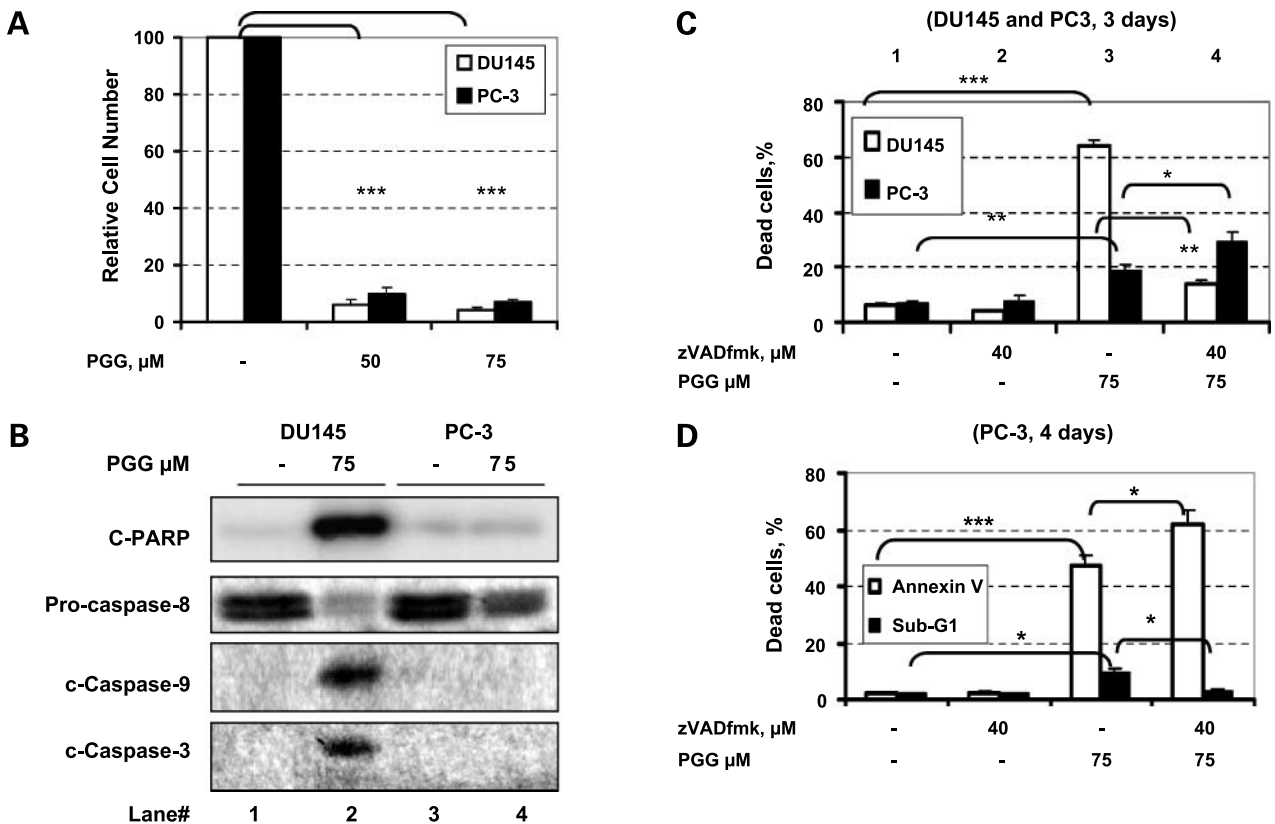 A
100
80
60
40
20
0
Relative Cell Number
DU145
PC-3
*** ***
PGG, µM - 50 75
B
DU145 PC-3
PGG µM - 75 - 75
C-PARP
Pro-caspase-8
c-Caspase-9
c-Caspase-3
Lane# 1 2 3 4
C
(DU145 and PC3, 3 days)
1 2 3 4
80
60
40
20
0
Dead cells,%
DU145
PC-3
***
*
**
**
zVADfmk, µM - 40 - 40
PGG µM - - 75 75
D
(PC-3, 4 days)
80
60
40
20
0
Dead cells, %
Annexin V
Sub-G1
*
***
*
*
zVADfmk, µM - 40 - 40
PGG µM - - 75 75